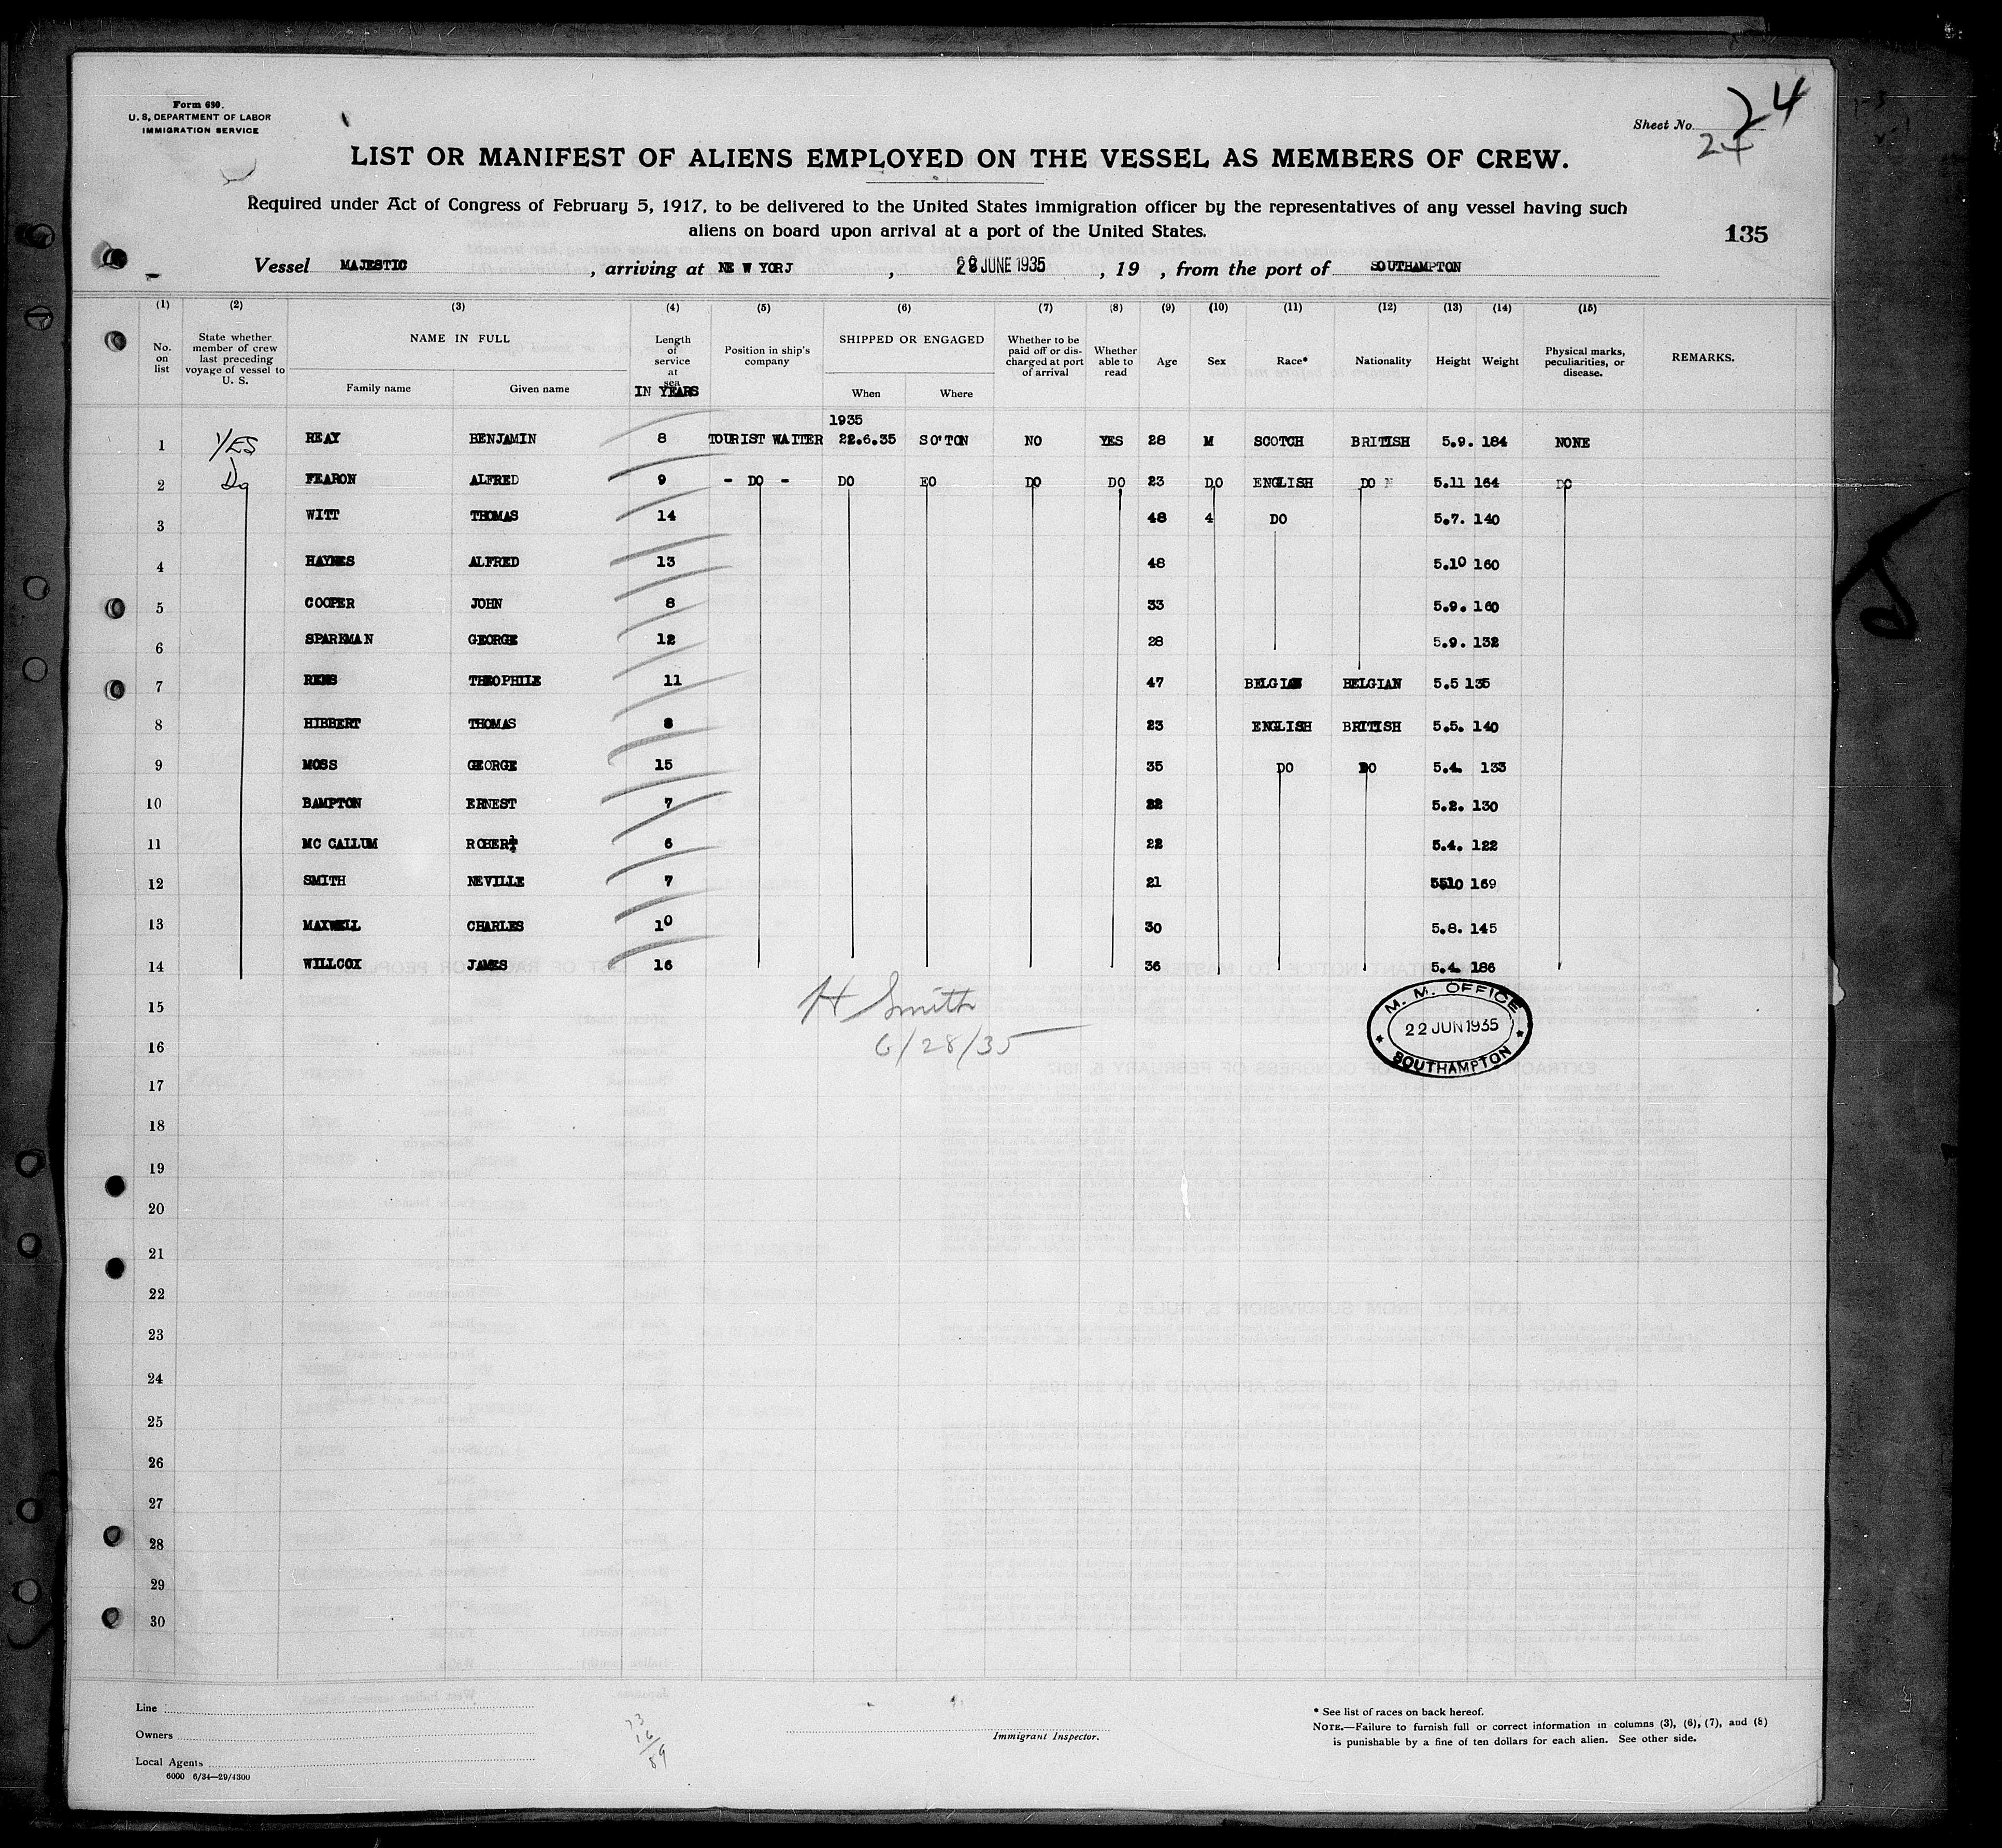 Form 680.
U. S. DEPARTMENT OF LABOR
IMMIGRATION SERVICE
Sheet No. 24
24
LIST OR MANIFEST OF ALIENS EMPLOYED ON THE VESSEL AS MEMBERS OF CREW.
Required under Act of Congress of February 5, 1917, to be delivered to the United States immigration officer by the representatives of any vessel having such
aliens on board upon arrival at a port of the United States.
135
Vessel MAJESTIC , arriving at NE W YORJ , 28 JUNE 1935 , 19 , from the port of SOUTHAMPTON
(1) (2) (3) (4) (5) (6) (7) (8) (9) (10) (11) (12) (13) (14) (15)
No. on list State whether member of crew last preceding voyage of vessel to U. S. NAME IN FULL Family name Given name Length of service at sea IN YEARS Position in ship's company SHIPPED OR ENGAGED When Where Whether to be paid off or discharged at port of arrival Whether able to read Age Sex Race* Nationality Height Weight Physical marks, peculiarities, or disease. REMARKS.
1935
1 YES REAY BENJAMIN 8 TOURIST WAITER 22.6.35 SO'TON NO YES 28 M SCOTCH BRITISH 5.9. 184 NONE
2 Do FEARON ALFRED 9 - DO - DO EO DO DO 23 DO ENGLISH DO N 5.11 164 DO
3 WITT THOMAS 14 48 4 DO 5.7. 140
4 HAYNES ALFRED 13 48 5.10 160
5 COOPER JOHN 8 33 5.9. 160
6 SPARKMAN GEORGE 12 28 5.9. 132
7 REMS THEOPHILE 11 47 BELGIAN BELGIAN 5.5 135
8 HIBBERT THOMAS 8 23 ENGLISH BRITISH 5.5. 140
9 MOSS GEORGE 15 35 DO DO 5.4. 133
10 BAMPTON ERNEST 7 22 5.2. 130
11 MC CALLUM ROBERT 6 22 5.4. 122
12 SMITH NEVILLE 7 21 5510 169
13 MAXWELL CHARLES 10 30 5.8. 145
14 WILLCOX JAMES 16 36 5.4. 186
15
16
17
18
19
20
21
22
23
24
25
26
27
28
29
30
H Smith
6/28/35
M. M. OFFICE
22 JUN 1935
SOUTHAMPTON
Line
Owners
Local Agents
6000 6/34—29/4300
Immigrant Inspector.
* See list of races on back hereof.
NOTE.—Failure to furnish full or correct information in columns (3), (6), (7), and (8)
is punishable by a fine of ten dollars for each alien. See other side.